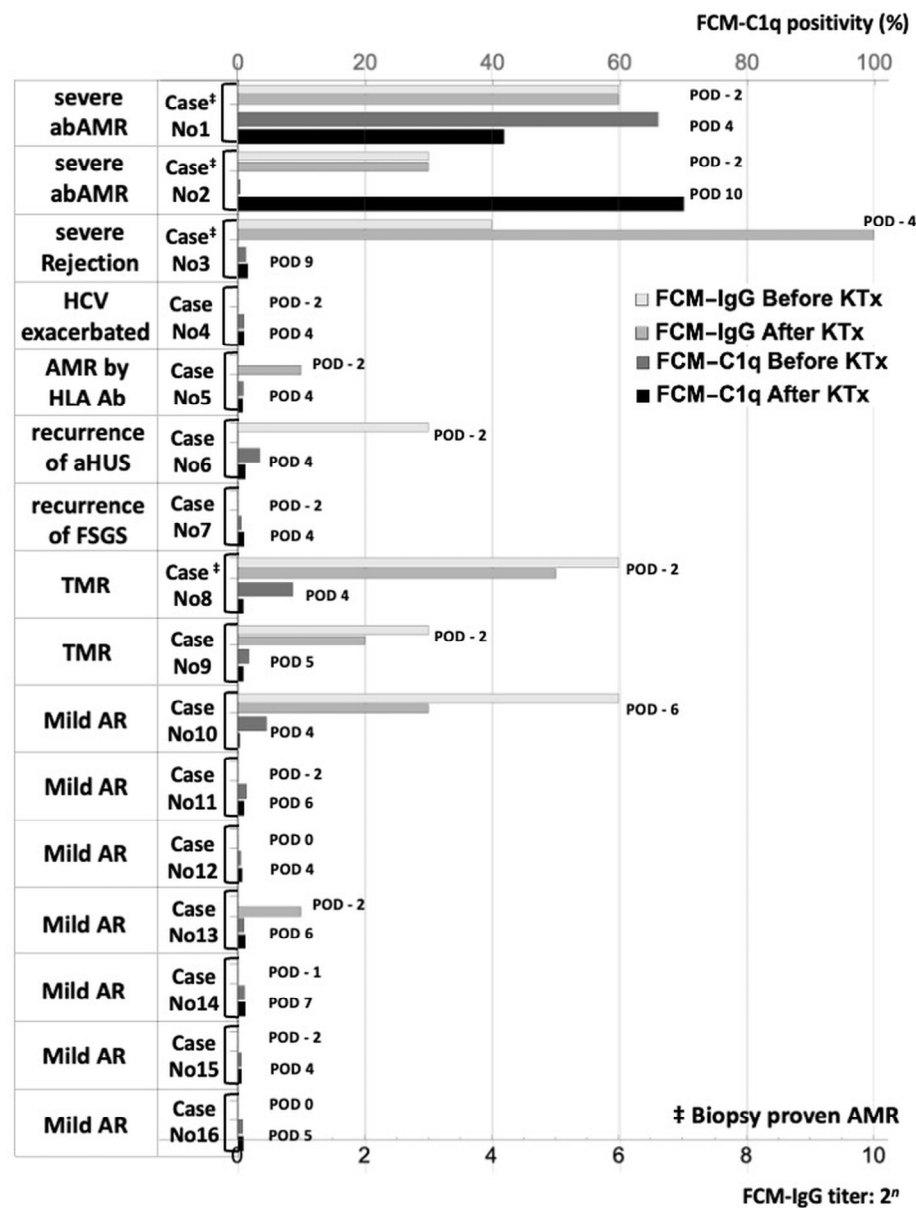 FCM-C1q positivity (%)
0 20 40 60 80 100
severe abAMR
Case‡ No1
POD - 2
POD 4
severe abAMR
Case‡ No2
POD - 2
POD 10
severe Rejection
Case‡ No3
POD - 4
POD 9
HCV exacerbated
Case No4
POD - 2
POD 4
FCM–IgG Before KTx
FCM–IgG After KTx
FCM–C1q Before KTx
FCM–C1q After KTx
AMR by HLA Ab
Case No5
POD - 2
POD 4
recurrence of aHUS
Case No6
POD - 2
POD 4
recurrence of FSGS
Case No7
POD - 2
POD 4
TMR
Case‡ No8
POD - 2
POD 4
TMR
Case No9
POD - 2
POD 5
Mild AR
Case No10
POD - 6
POD 4
Mild AR
Case No11
POD - 2
POD 6
Mild AR
Case No12
POD 0
POD 4
Mild AR
Case No13
POD - 2
POD 6
Mild AR
Case No14
POD - 1
POD 7
Mild AR
Case No15
POD - 2
POD 4
Mild AR
Case No16
POD 0
POD 5
‡ Biopsy proven AMR
0 2 4 6 8 10
FCM-IgG titer: 2ⁿ